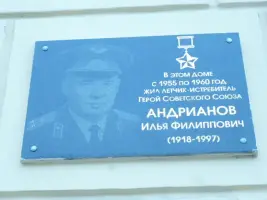 В ЭТОМ ДОМЕ
С 1955 ПО 1960 ГОД
ЖИЛ ЛЕТЧИК-ИСТРЕБИТЕЛЬ
ГЕРОЙ СОВЕТСКОГО СОЮЗА
АНДРИАНОВ
ИЛЬЯ ФИЛИППОВИЧ
(1918-1997)